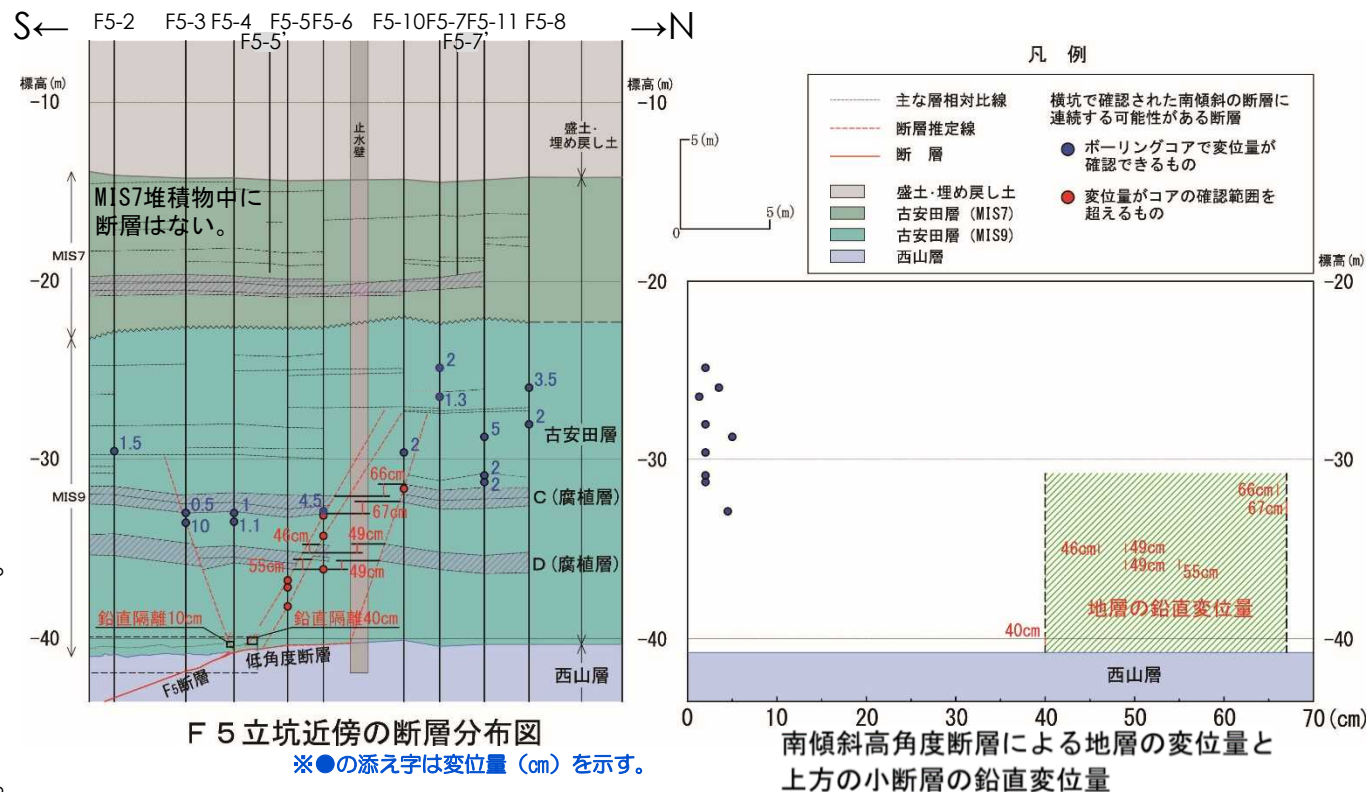 S← F5-2 F5-3 F5-4 F5-5 F5-6 F5-10 F5-7 F5-11 F5-8 →N
F5-5' F5-7'
標高(m)
-10
-20
-30
-40
MIS7
MIS9
MIS7堆積物中に
断層はない。
止水壁
盛土・
埋め戻し土
標高(m)
-10
-20
-30
-40
1.5
0.5
10
1
1.1
4.5
2
2
1.3
5
2
2
3.5
2
古安田層
C(腐植層)
D(腐植層)
66cm
67cm
46cm
49cm
55cm
49cm
鉛直隔離10cm
鉛直隔離40cm
低角度断層
F5断層
西山層
F5立坑近傍の断層分布図
※●の添え字は変位量(㎝)を示す。
5(m)
0
5(m)
凡 例
主な層相対比線
断層推定線
断 層
盛土・埋め戻し土
古安田層(MIS7)
古安田層(MIS9)
西山層
横坑で確認された南傾斜の断層に
連続する可能性がある断層
ボーリングコアで変位量が
確認できるもの
変位量がコアの確認範囲を
超えるもの
標高(m)
-20
-30
-40
66cm
67cm
46cm
49cm
49cm
55cm
地層の鉛直変位量
40cm
西山層
0 10 20 30 40 50 60 70(cm)
南傾斜高角度断層による地層の変位量と
上方の小断層の鉛直変位量